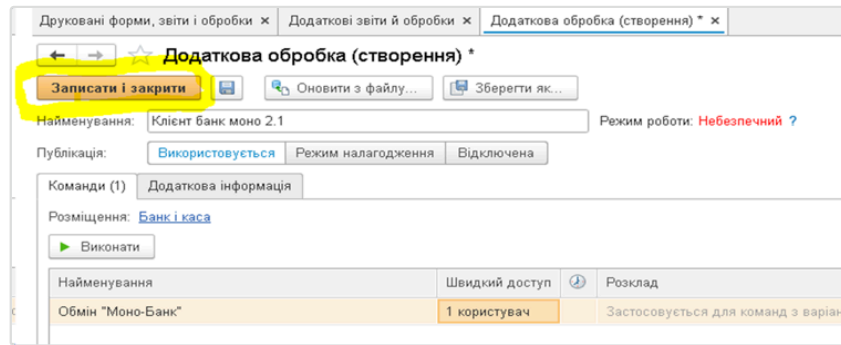 Друковані форми, звіти і обробки × Додаткові звіти й обробки × Додаткова обробка (створення) * ×
Додаткова обробка (створення) *
Записати і закрити Оновити з файлу... Зберегти як...
Найменування: Клієнт банк моно 2.1 Режим роботи: Небезпечний ?
Публікація: Використовується Режим налагодження Відключена
Команди (1) Додаткова інформація
Розміщення: Банк і каса
Виконати
Найменування Швидкий доступ Розклад
Обмін "Моно-Банк" 1 користувач Застосовується для команд з